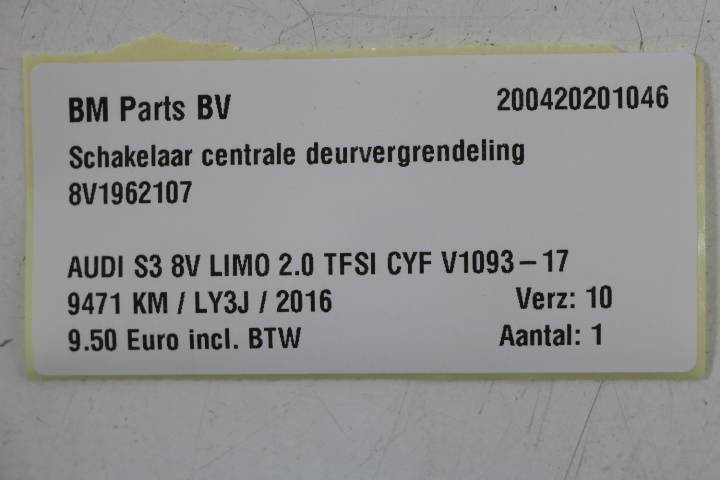 BM Parts BV 200420201046
Schakelaar centrale deurvergrendeling
8V1962107
AUDI S3 8V LIMO 2.0 TFSI CYF V1093-17
9471 KM / LY3J / 2016 Verz: 10
9.50 Euro incl. BTW Aantal: 1